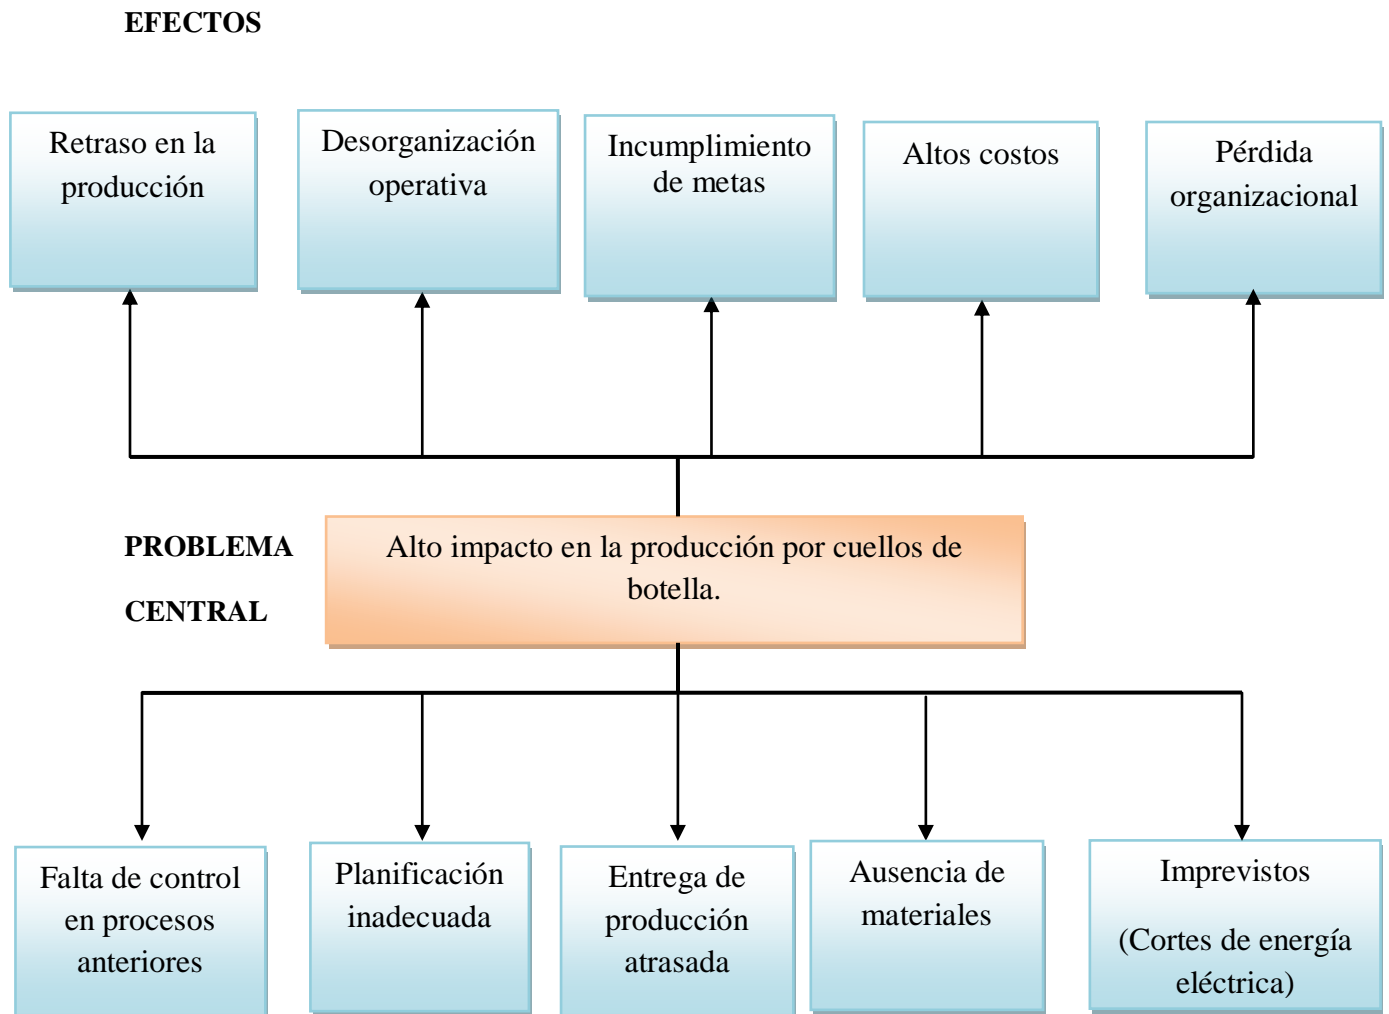 EFECTOS
Retraso en la
producción
Desorganización
operativa
Incumplimiento
de metas
Altos costos
Pérdida
organizacional
PROBLEMA
CENTRAL
Alto impacto en la producción por cuellos de
botella.
Falta de control
en procesos
anteriores
Planificación
inadecuada
Entrega de
producción
atrasada
Ausencia de
materiales
Imprevistos
(Cortes de energía
eléctrica)